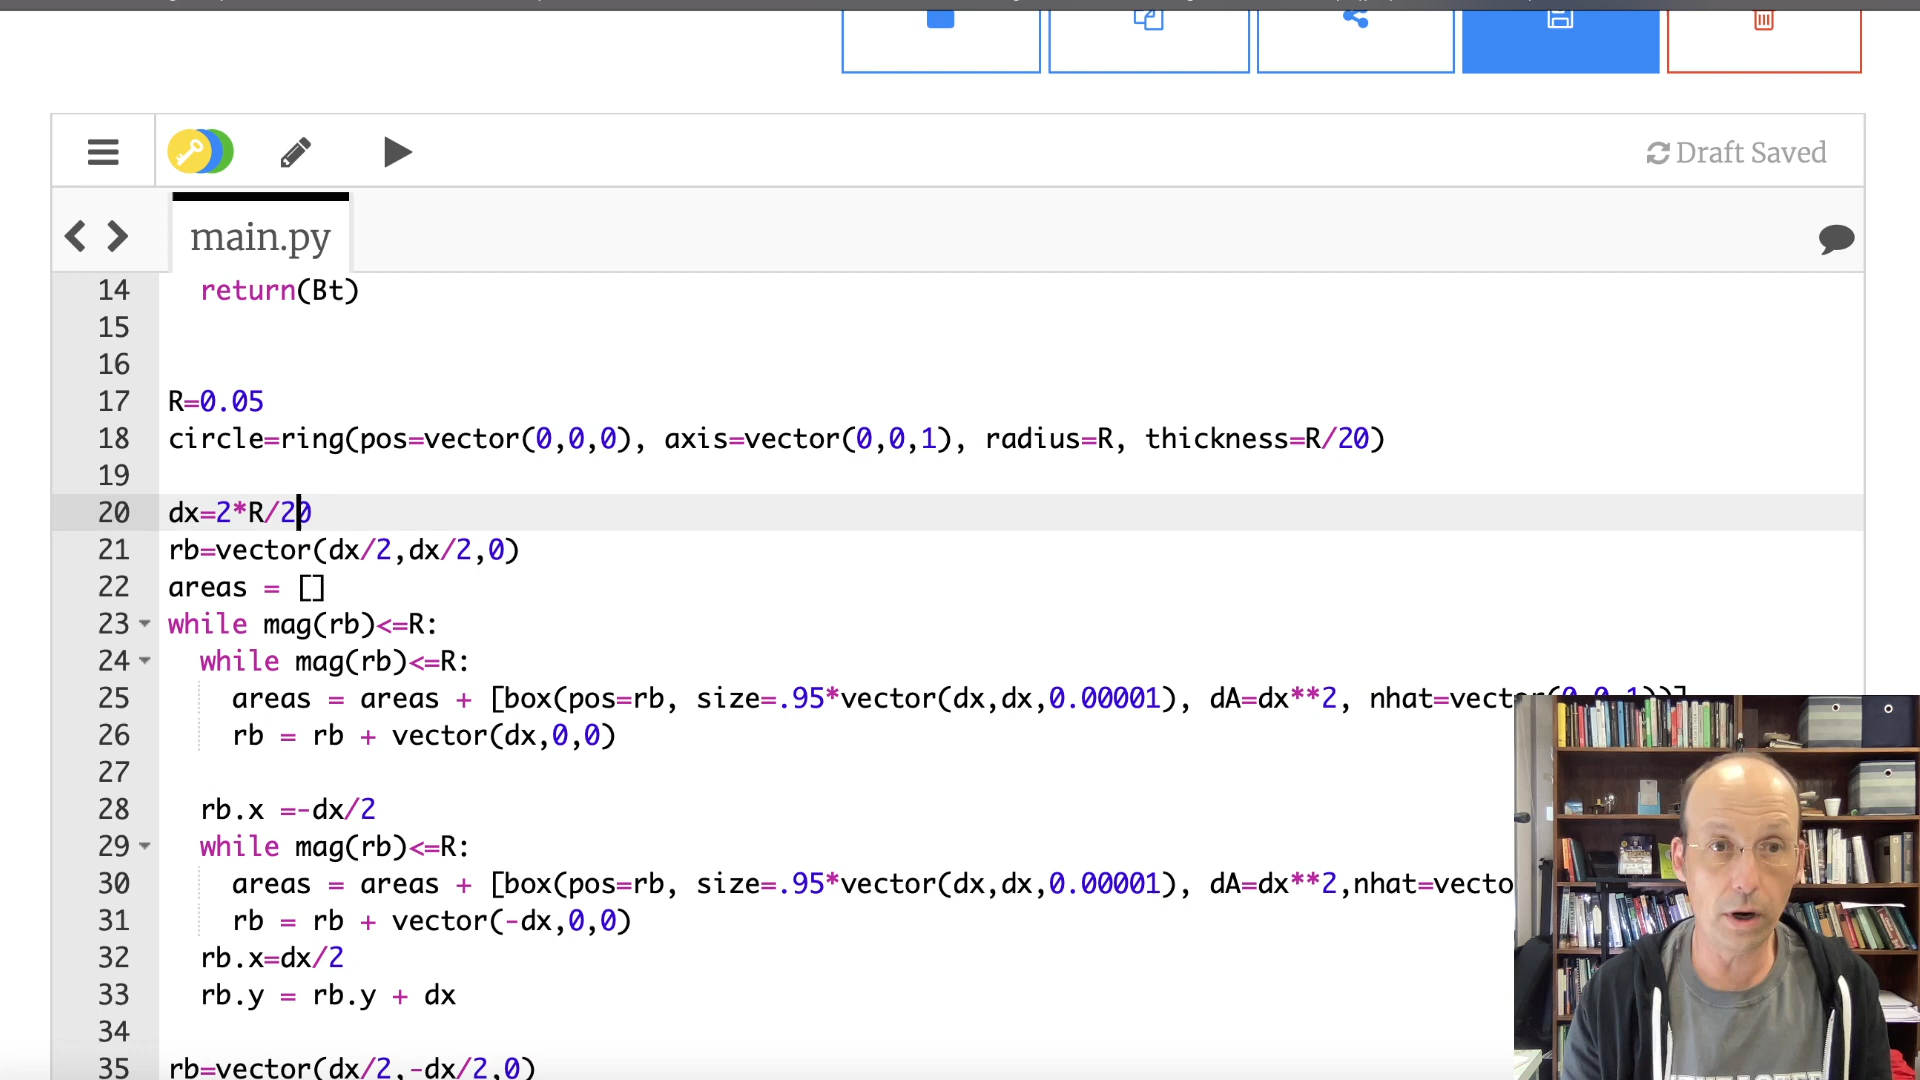 Draft Saved
main.py
14 return(Bt)
15
16
17 R=0.05
18 circle=ring(pos=vector(0,0,0), axis=vector(0,0,1), radius=R, thickness=R/20)
19
20 dx=2*R/20
21 rb=vector(dx/2,dx/2,0)
22 areas = []
23 while mag(rb)<=R:
24 while mag(rb)<=R:
25 areas = areas + [box(pos=rb, size=.95*vector(dx,dx,0.00001), dA=dx**2, nhat=vector(0,0,1))]
26 rb = rb + vector(dx,0,0)
27
28 rb.x =-dx/2
29 while mag(rb)<=R:
30 areas = areas + [box(pos=rb, size=.95*vector(dx,dx,0.00001), dA=dx**2,nhat=vecto
31 rb = rb + vector(-dx,0,0)
32 rb.x=dx/2
33 rb.y = rb.y + dx
34
35 rb=vector(dx/2,-dx/2,0)